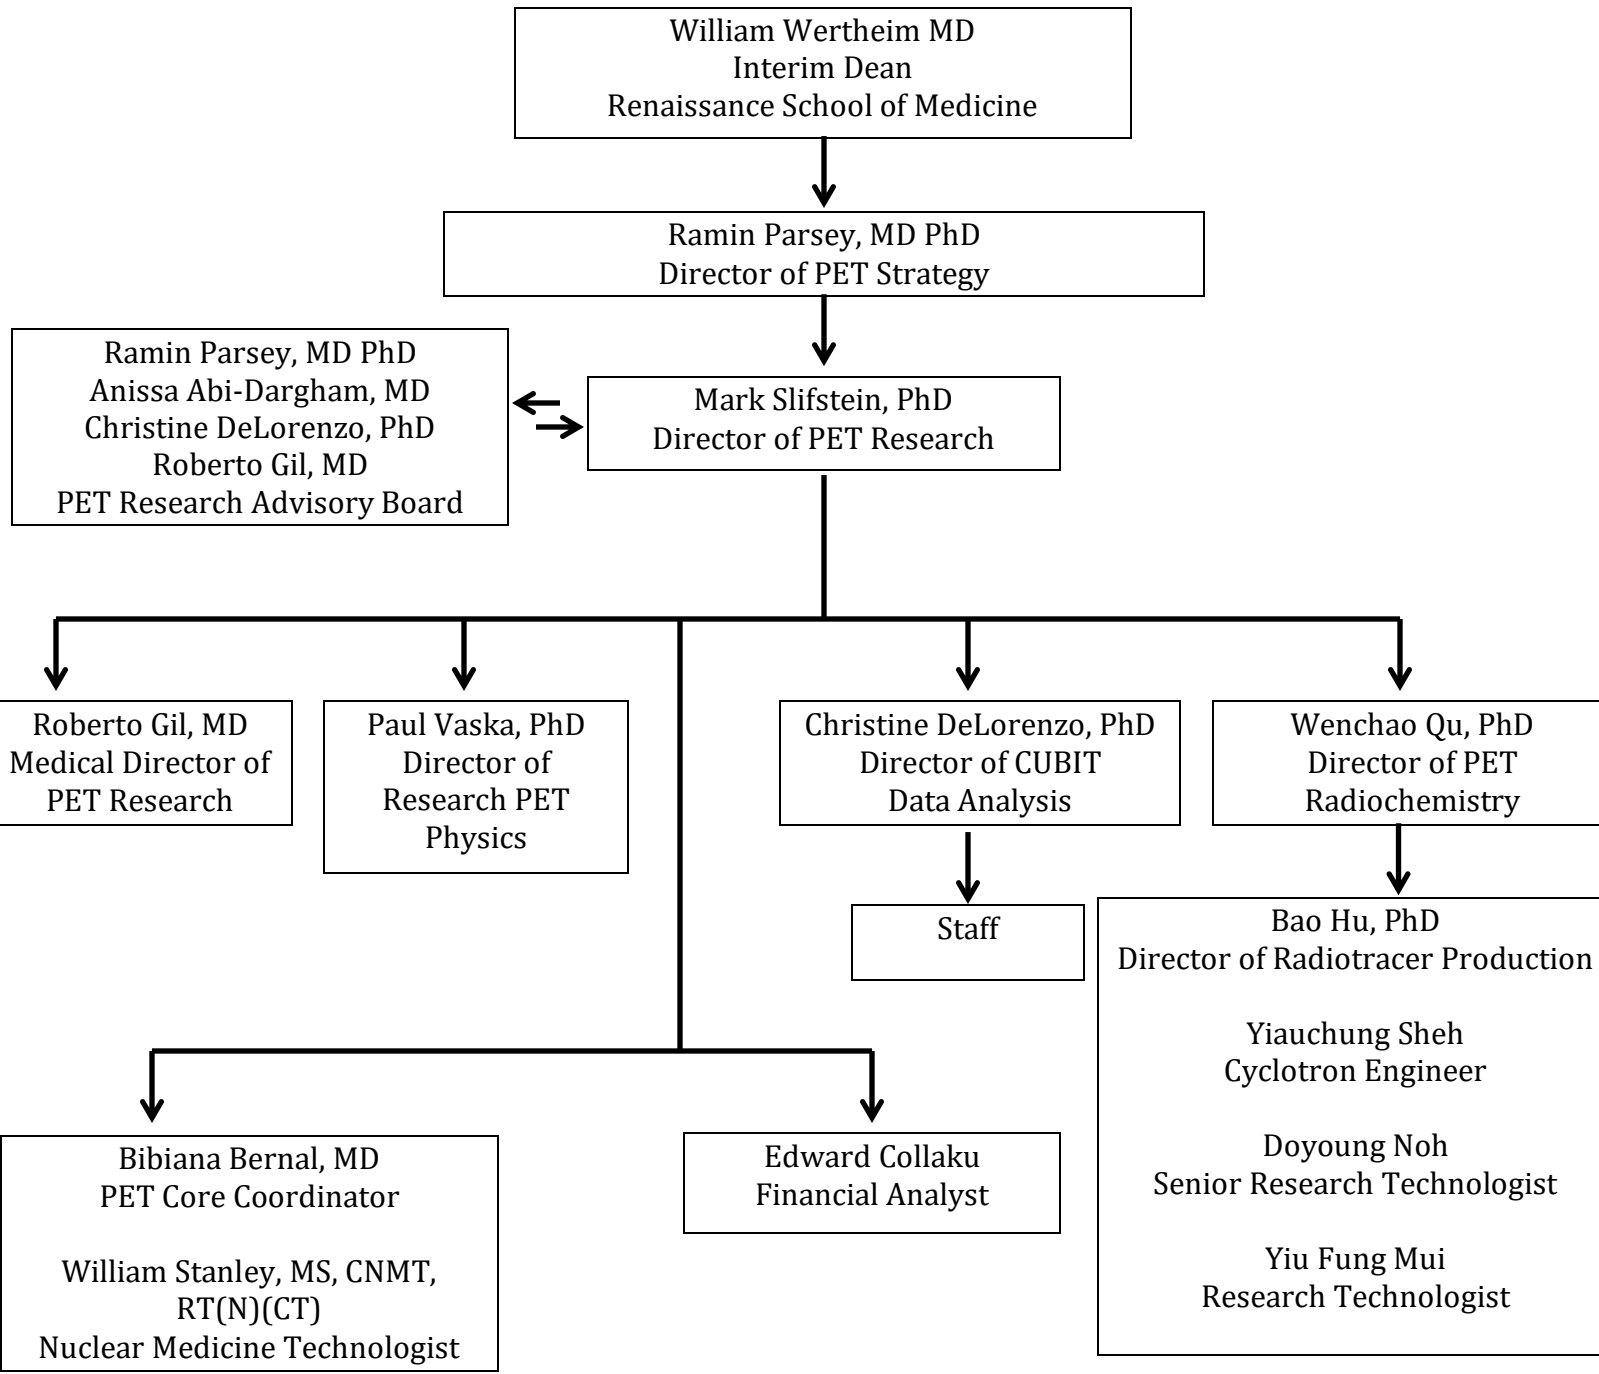 William Wertheim MD
Interim Dean
Renaissance School of Medicine
Ramin Parsey, MD PhD
Director of PET Strategy
Ramin Parsey, MD PhD
Anissa Abi-Dargham, MD
Christine DeLorenzo, PhD
Roberto Gil, MD
PET Research Advisory Board
Mark Slifstein, PhD
Director of PET Research
Roberto Gil, MD
Medical Director of
PET Research
Paul Vaska, PhD
Director of
Research PET
Physics
Christine DeLorenzo, PhD
Director of CUBIT
Data Analysis
Wenchao Qu, PhD
Director of PET
Radiochemistry
Staff
Bao Hu, PhD
Director of Radiotracer Production
Yiauchung Sheh
Cyclotron Engineer
Doyoung Noh
Senior Research Technologist
Yiu Fung Mui
Research Technologist
Bibiana Bernal, MD
PET Core Coordinator
William Stanley, MS, CNMT,
RT(N)(CT)
Nuclear Medicine Technologist
Edward Collaku
Financial Analyst